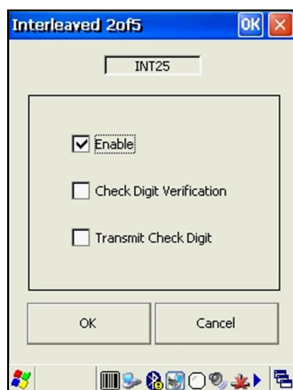 Interleaved 2of5 OK
INT25
Enable
Check Digit Verification
Transmit Check Digit
OK Cancel